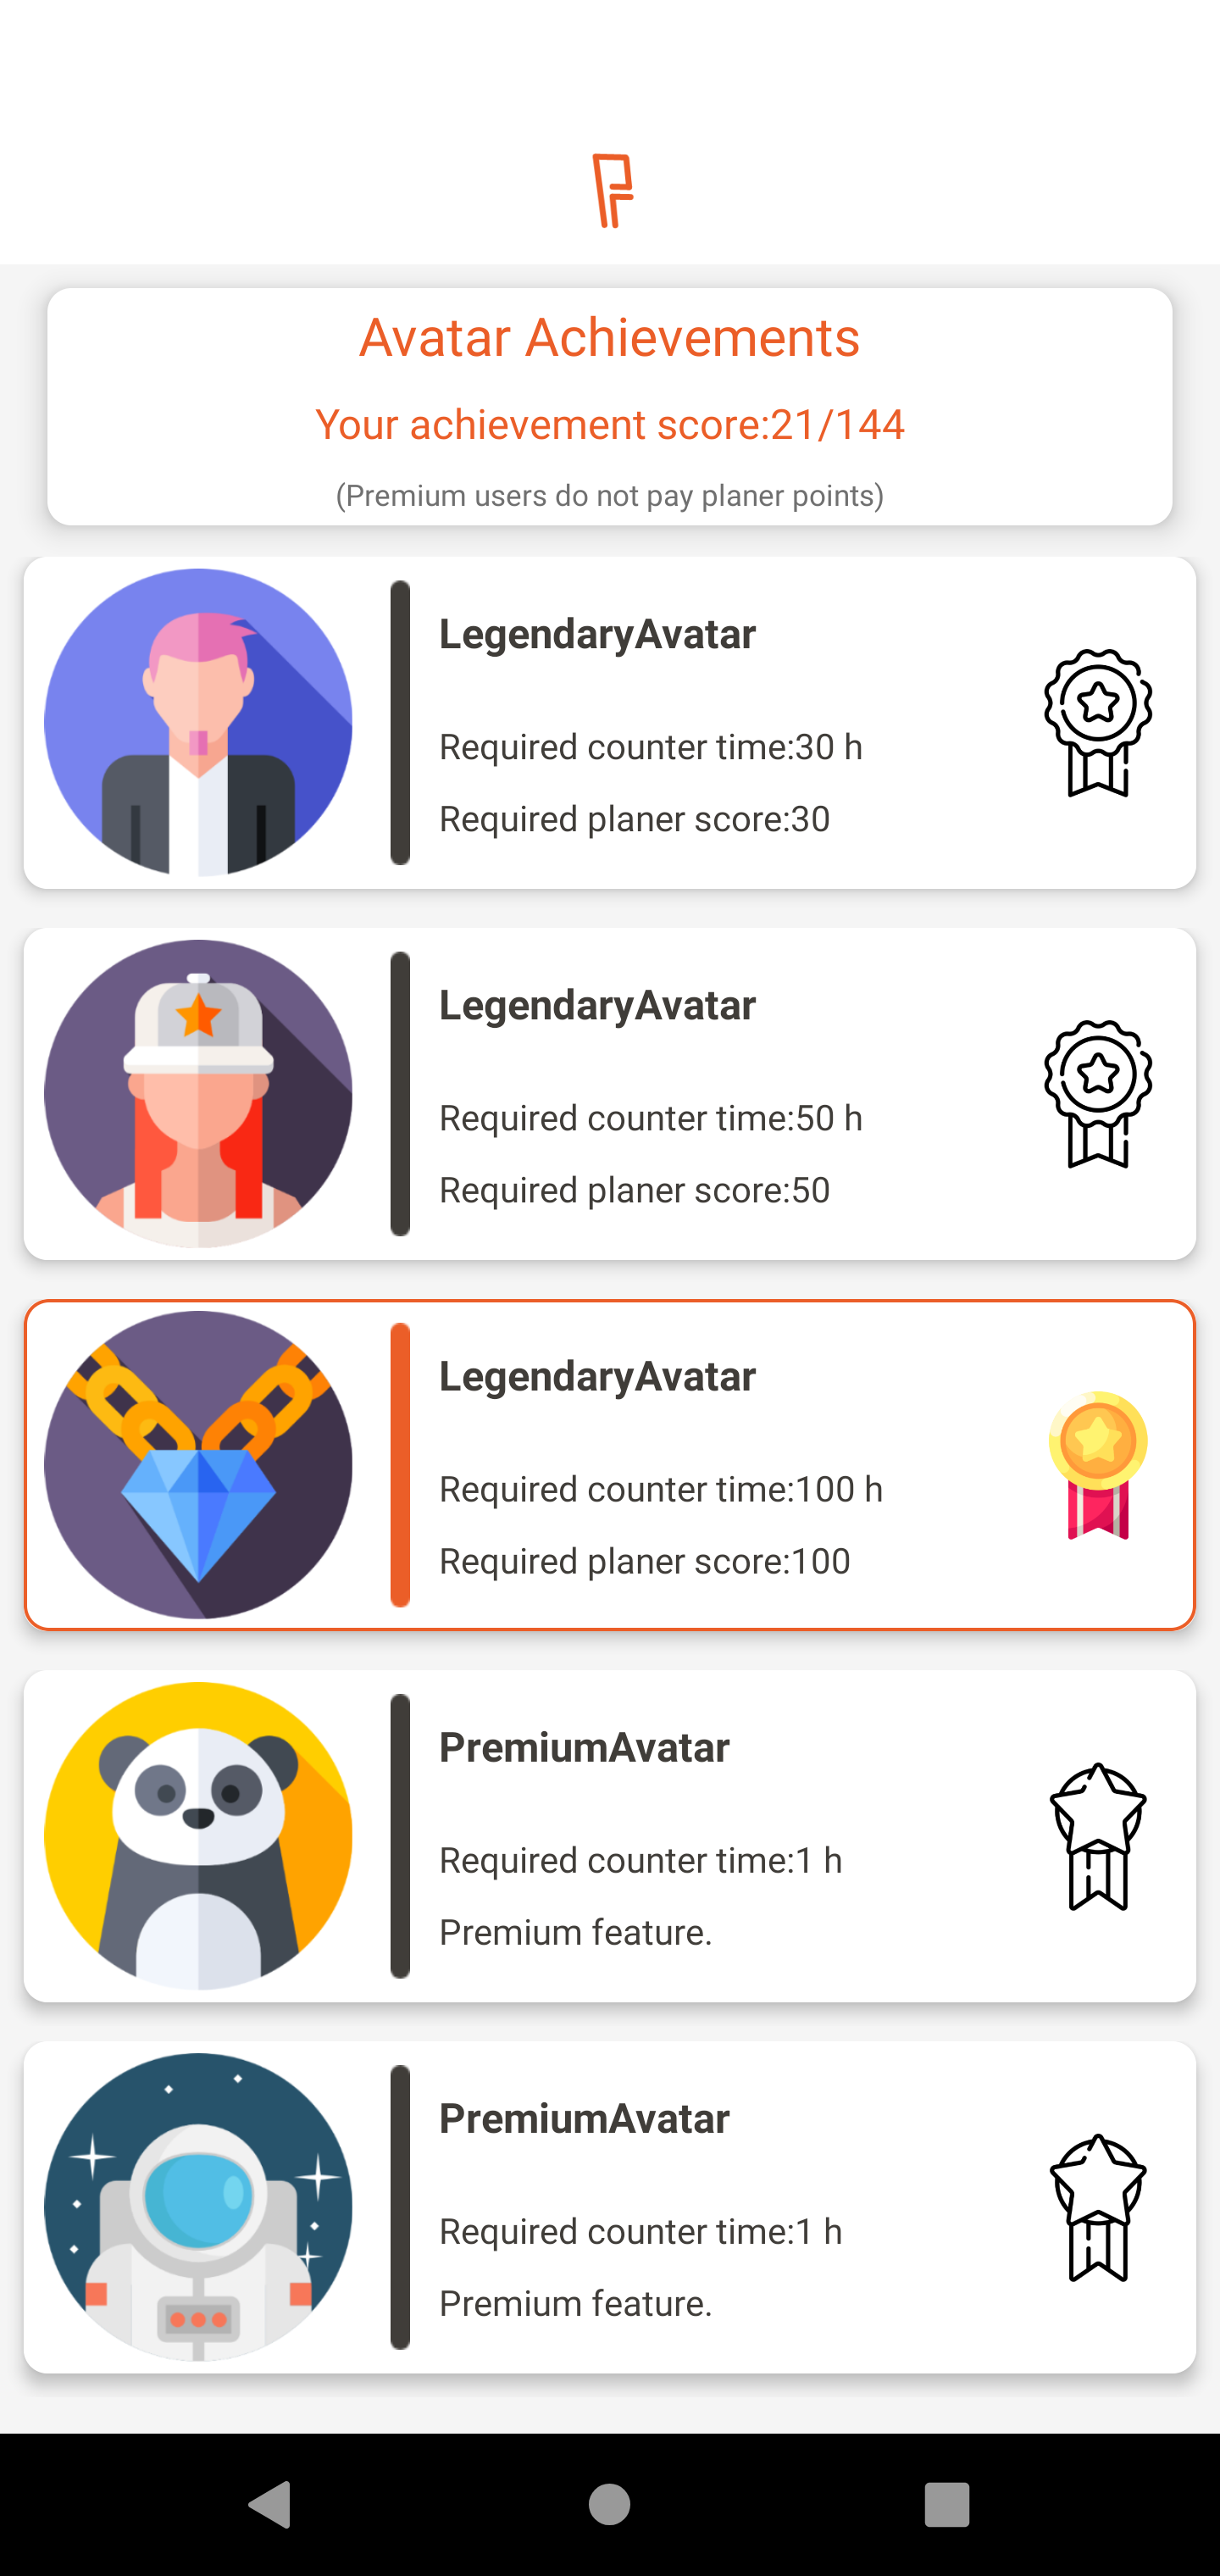 Avatar Achievements
Your achievement score:21/144
(Premium users do not pay planer points)
LegendaryAvatar
Required counter time:30 h
Required planer score:30
LegendaryAvatar
Required counter time:50 h
Required planer score:50
LegendaryAvatar
Required counter time:100 h
Required planer score:100
PremiumAvatar
Required counter time:1 h
Premium feature.
PremiumAvatar
Required counter time:1 h
Premium feature.